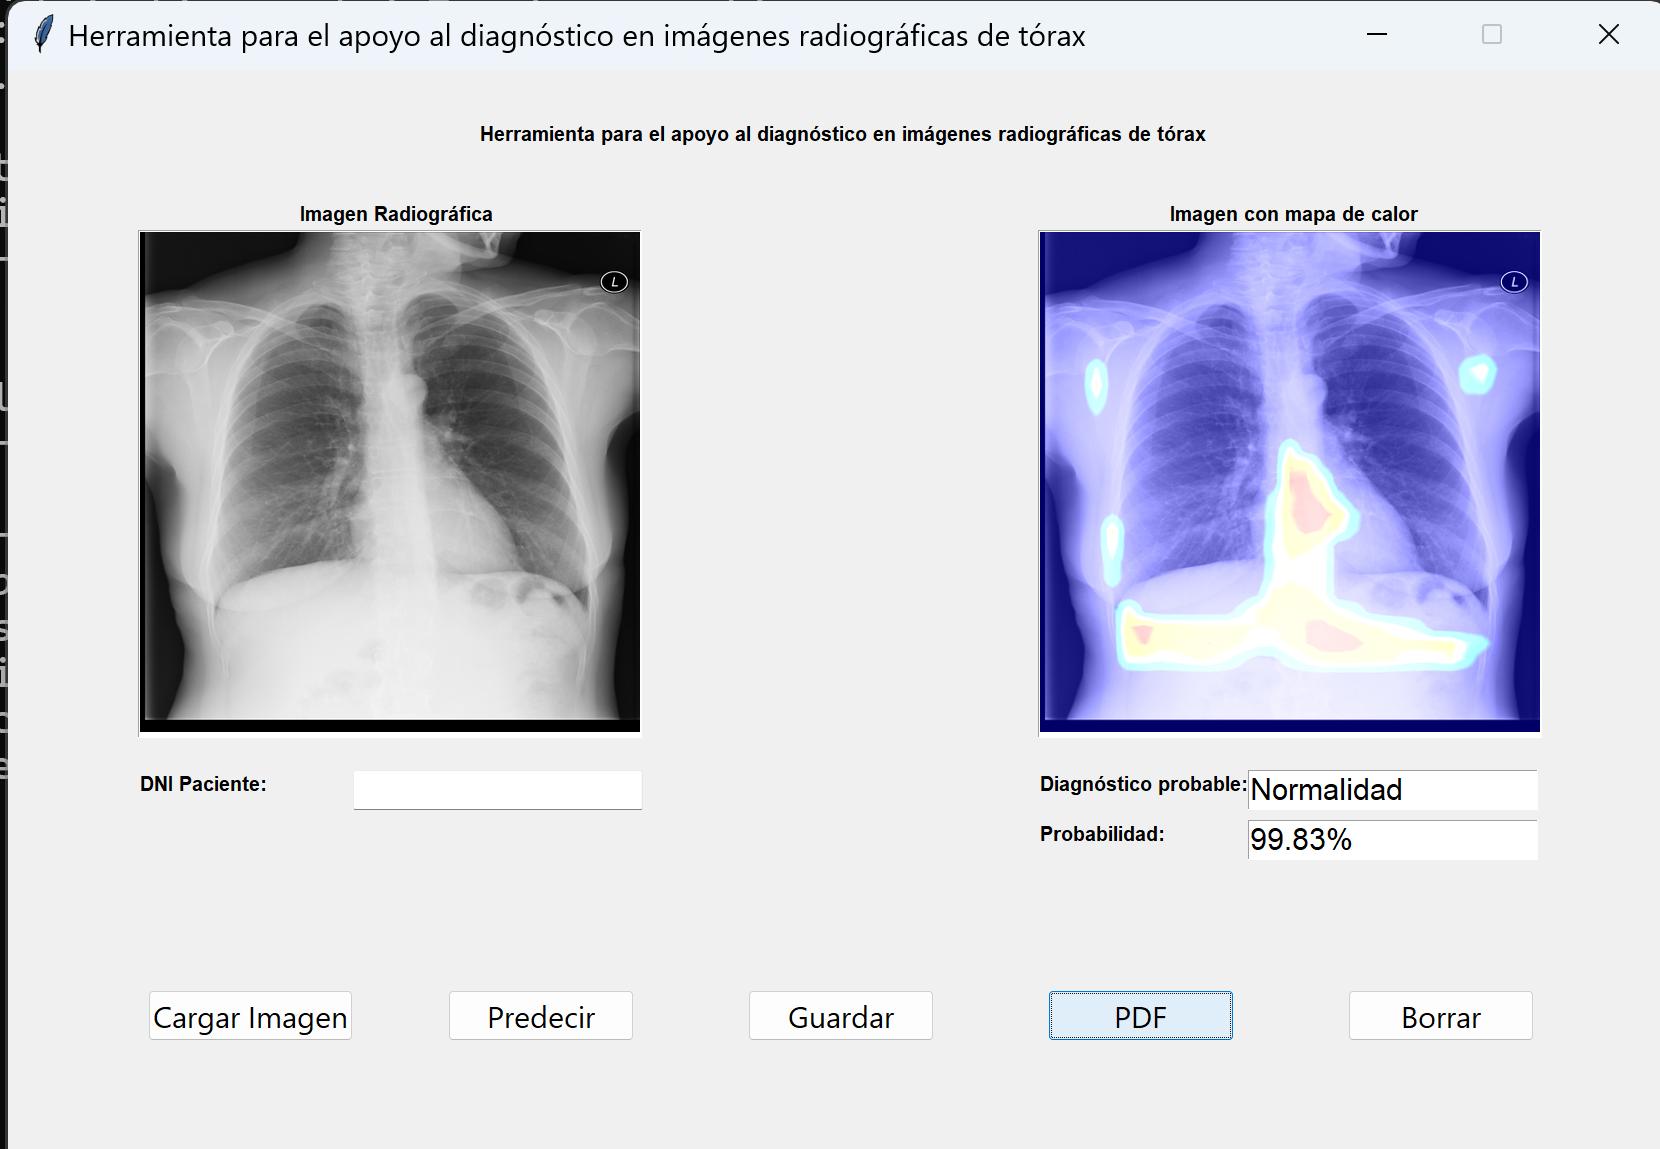 Herramienta para el apoyo al diagnóstico en imágenes radiográficas de tórax
Herramienta para el apoyo al diagnóstico en imágenes radiográficas de tórax
Imagen Radiográfica
Imagen con mapa de calor
L
L
DNI Paciente:
Diagnóstico probable: Normalidad
Probabilidad: 99.83%
Cargar Imagen
Predecir
Guardar
PDF
Borrar